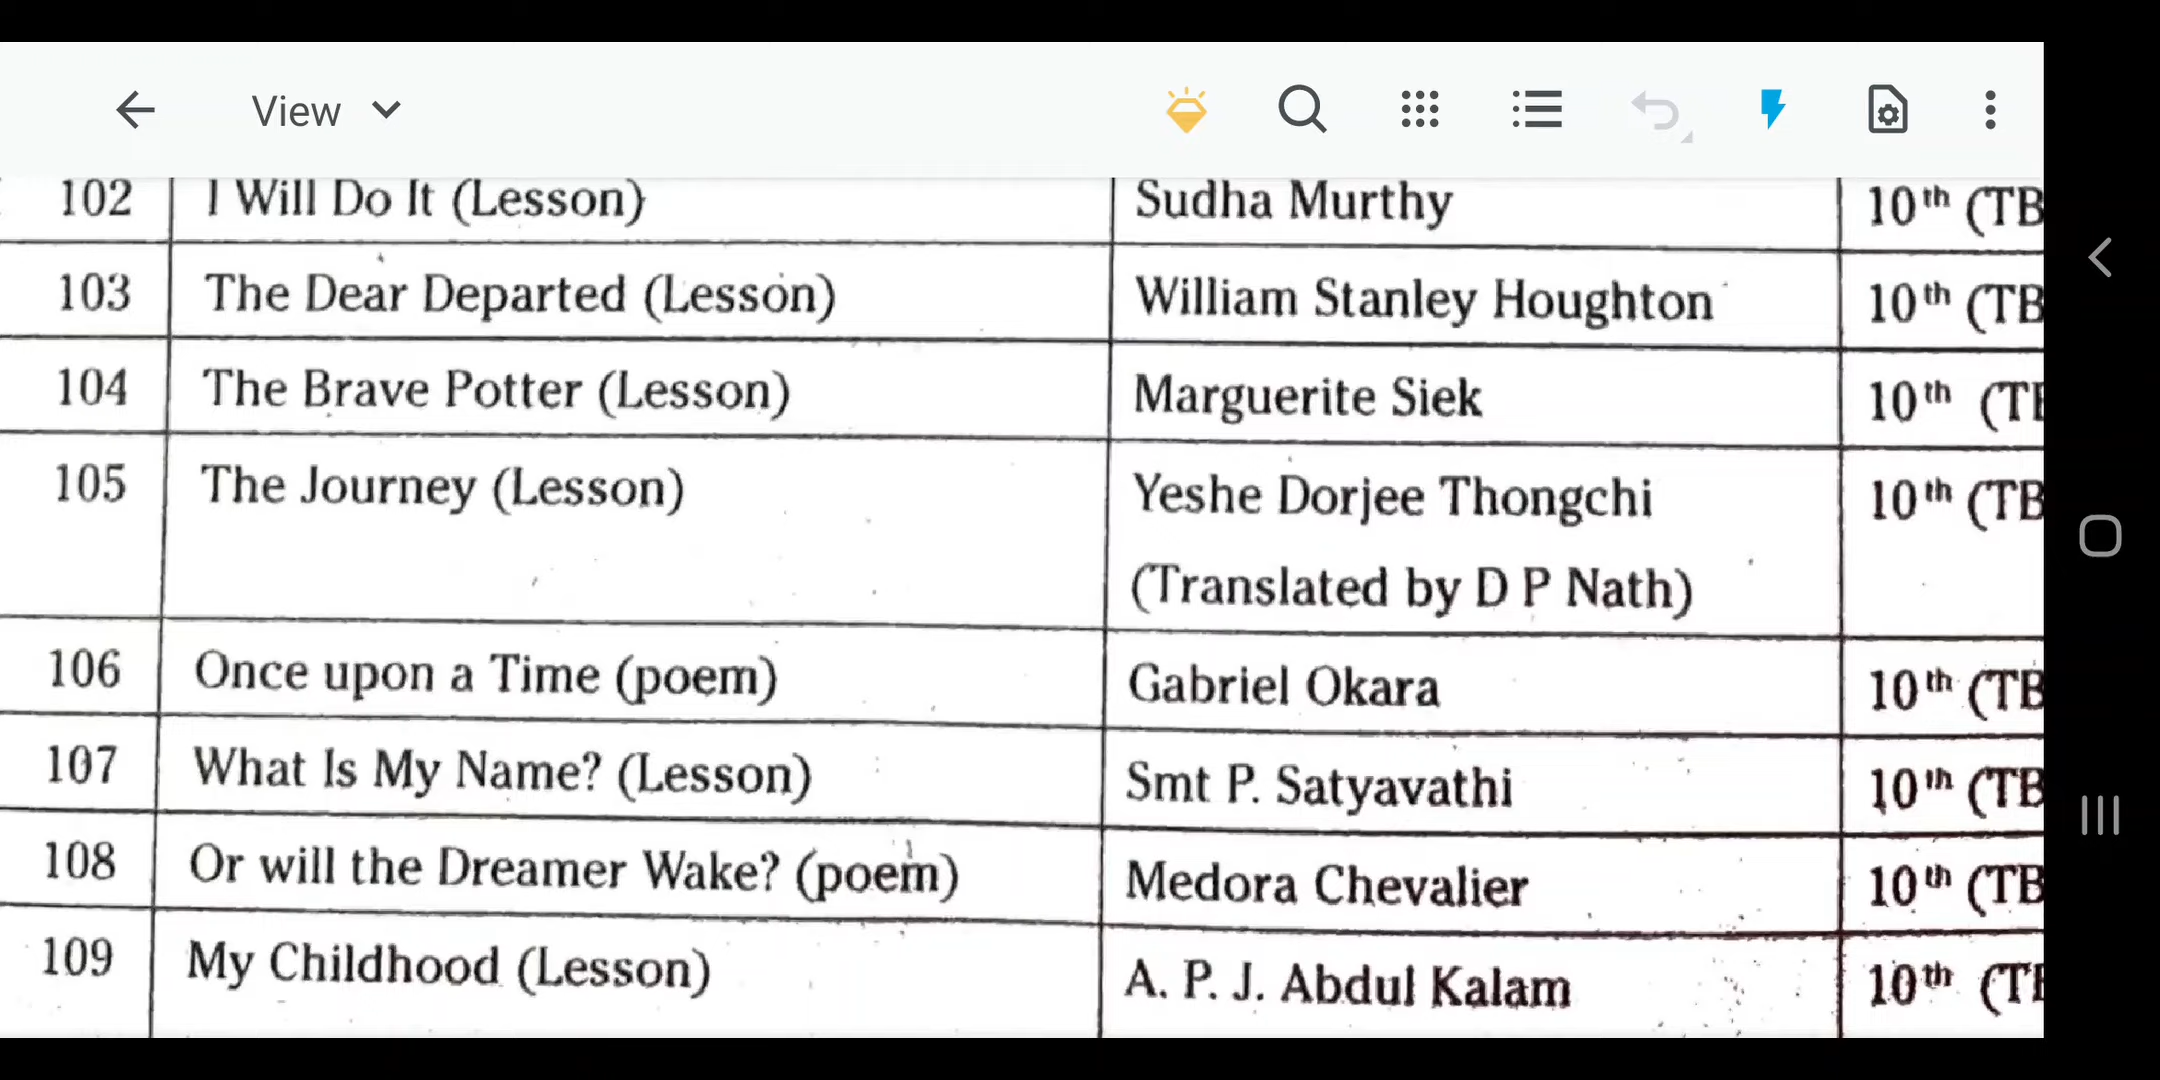 View
102 I Will Do It (Lesson) Sudha Murthy 10th (TB
103 The Dear Departed (Lesson) William Stanley Houghton 10th (TB
104 The Brave Potter (Lesson) Marguerite Siek 10th (TB
105 The Journey (Lesson) Yeshe Dorjee Thongchi 10th (TB
(Translated by D P Nath)
106 Once upon a Time (poem) Gabriel Okara 10th (TB
107 What Is My Name? (Lesson) Smt P. Satyavathi 10th (TB
108 Or will the Dreamer Wake? (poem) Medora Chevalier 10th (TB
109 My Childhood (Lesson) A. P. J. Abdul Kalam 10th (TB